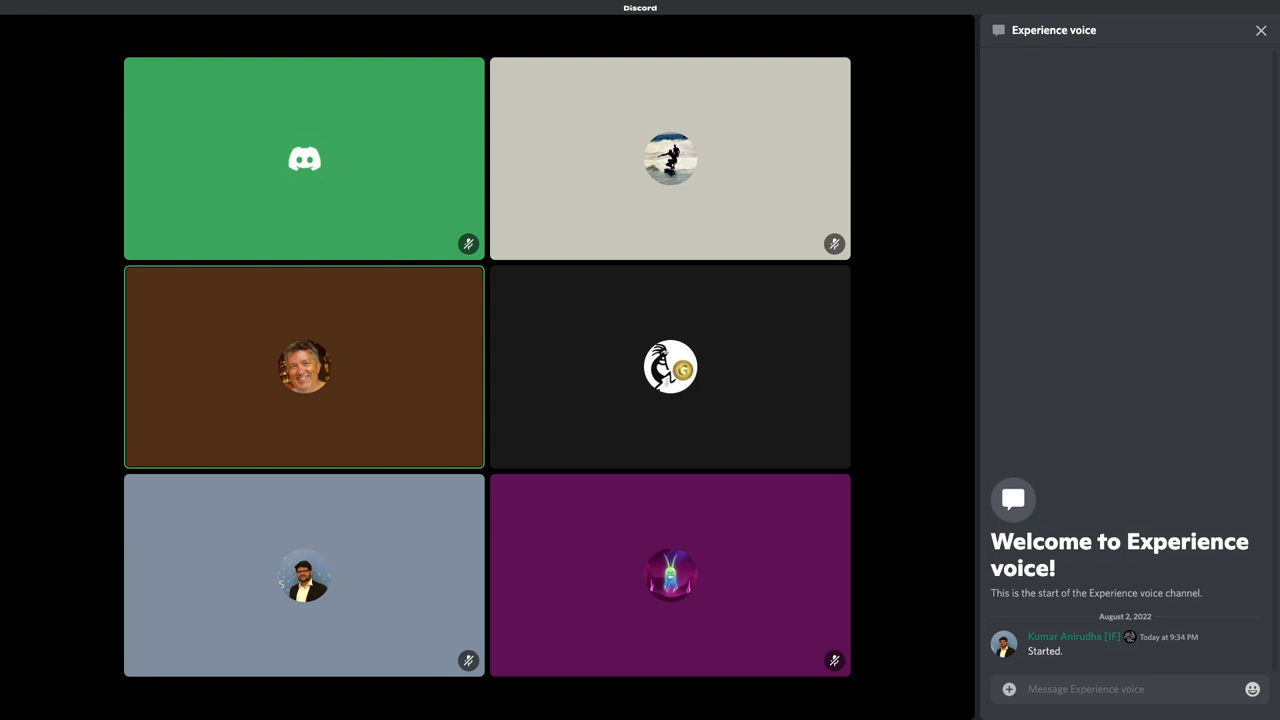 Discord
Experience voice
Welcome to Experience
voice!
This is the start of the Experience voice channel.
August 2, 2022
Kumar Anirudha [IF] Today at 9:34 PM
Started.
Message Experience voice